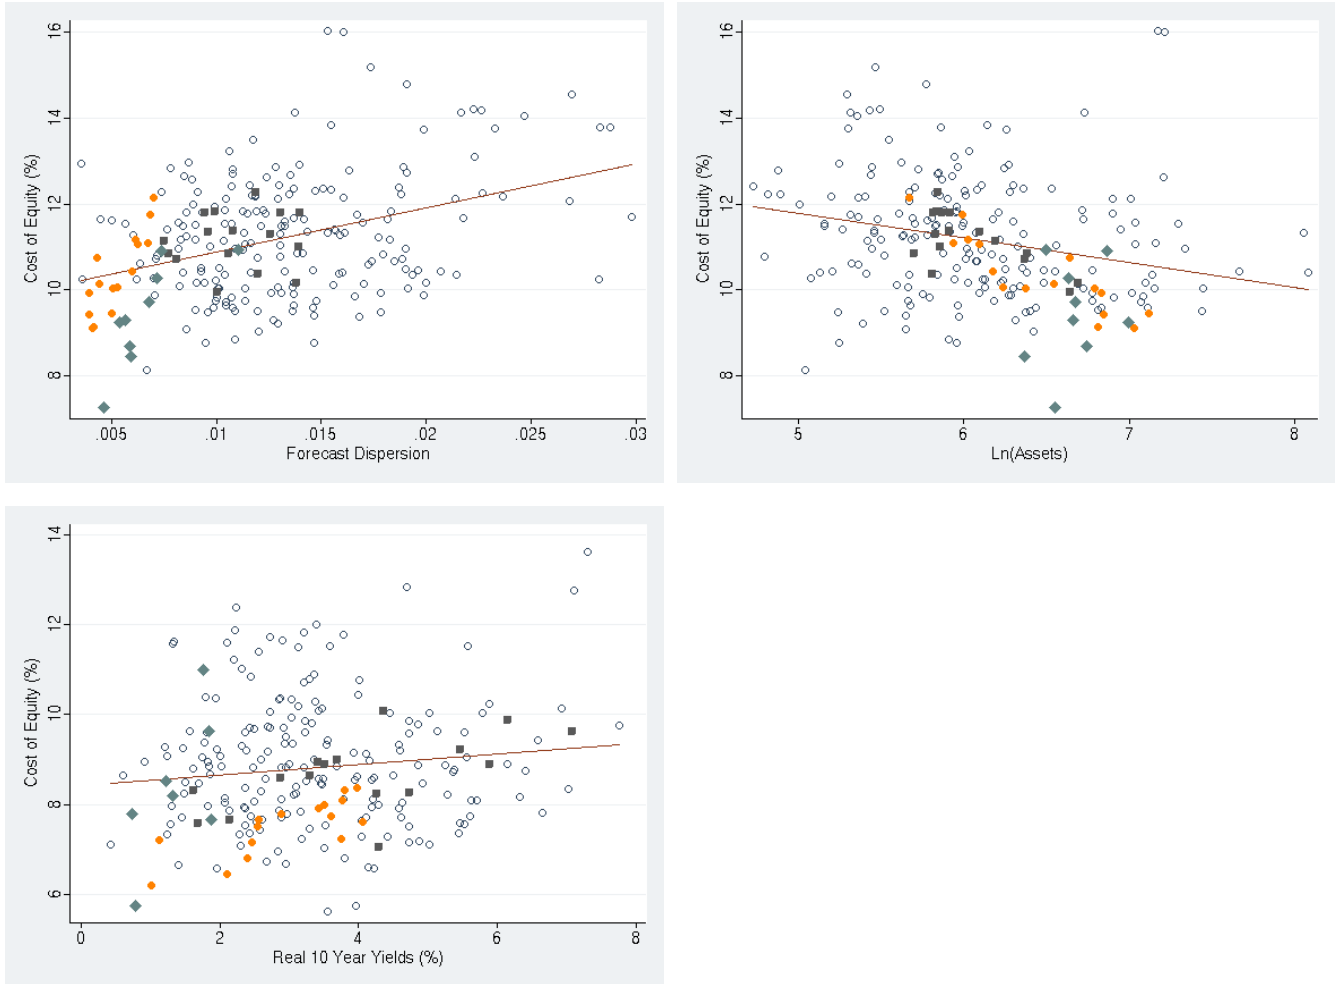 16
14
12
10
8
Cost of Equity (%)
.005 .01 .015 .02 .025 .03
Forecast Dispersion
16
14
12
10
8
Cost of Equity (%)
5 6 7 8
Ln(Assets)
14
12
10
8
6
Cost of Equity (%)
0 2 4 6 8
Real 10 Year Yields (%)